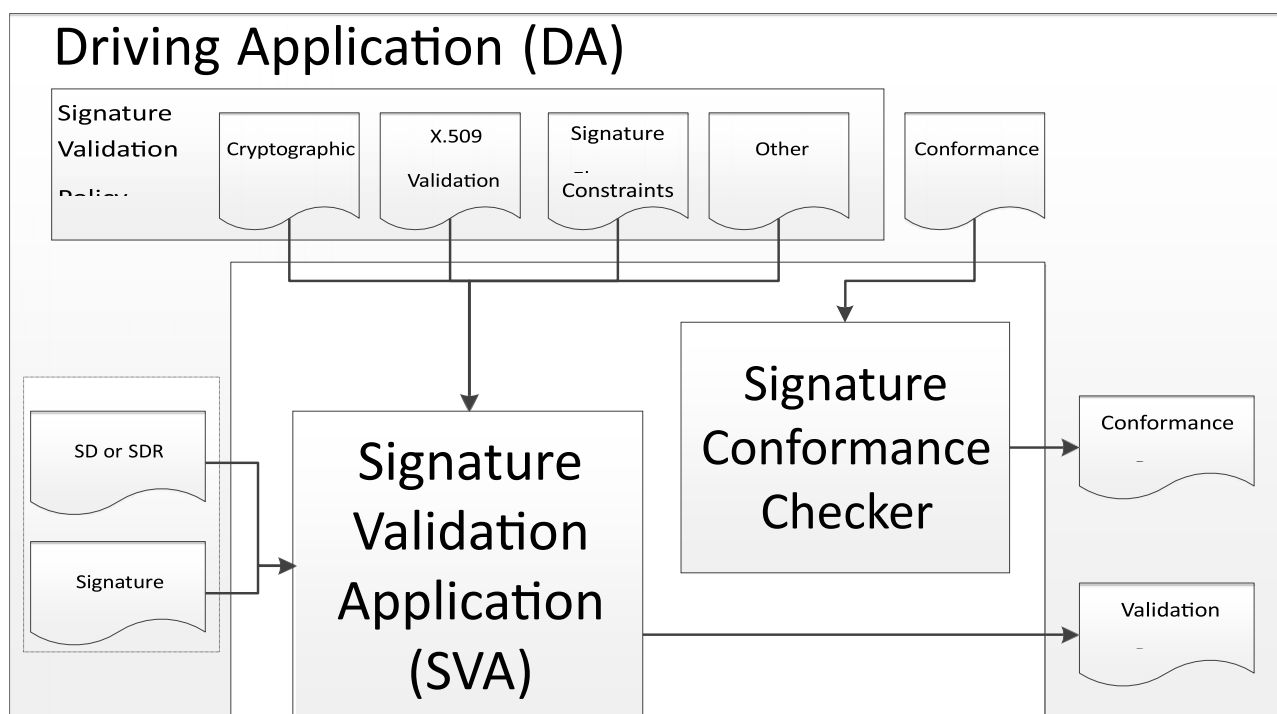 Driving Application (DA)
Signature
Validation
Policy
Cryptographic
X.509
Validation
Signature
Constraints
Other
Conformance
Signature
Conformance
Checker
SD or SDR
Signature
Signature
Validation
Application
(SVA)
Conformance
Validation